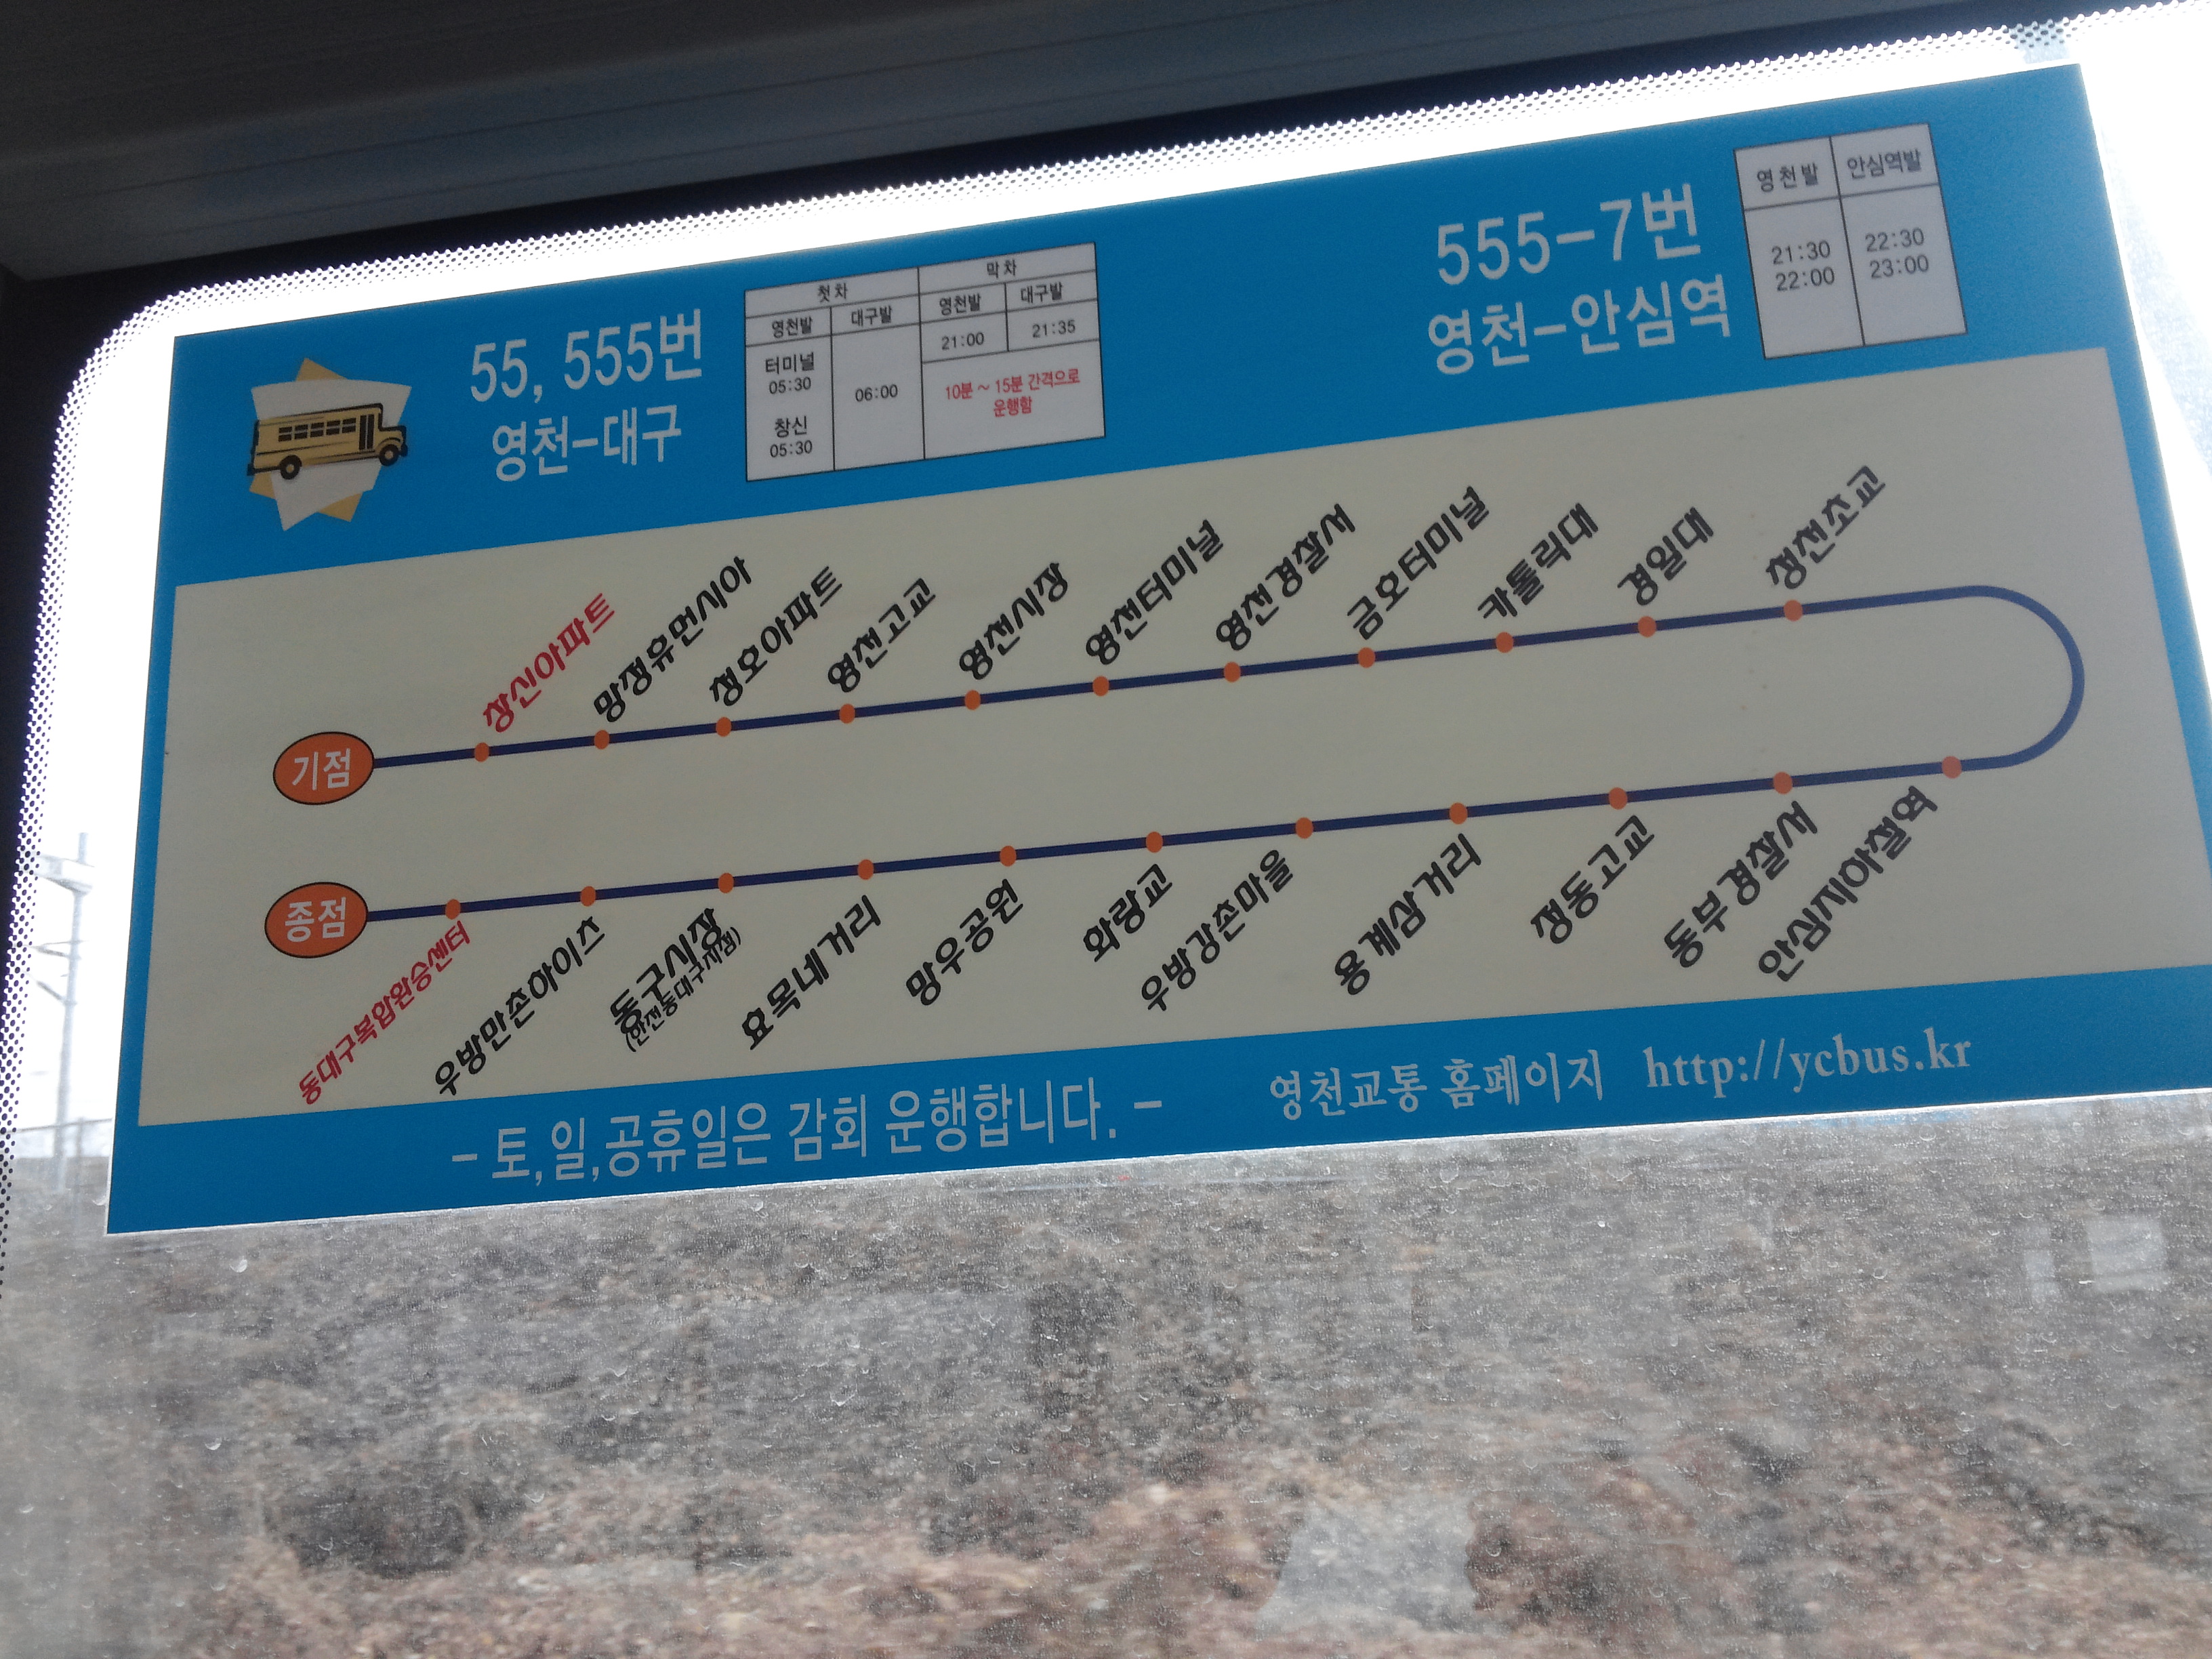 55, 555번
영천-대구
첫차
막차
영천발
대구발
영천발
대구발
터미널
05:30
창신
05:30
06:00
21:00
21:35
10분 ~ 15분 간격으로
운행함
555-7번
영천-안심역
영천발
안심역발
21:30
22:00
22:30
23:00
기점
창신아파트
망정휴먼시아
청호아파트
영천고교
영천시장
영천터미널
영천경찰서
금호터미널
카톨릭대
경일대
청천초교
안심지하철역
동부경찰서
정동고교
용계삼거리
우방강촌마을
화랑교
망우공원
효목네거리
동구시장
(한전동대구지점)
우방만촌하이츠
동대구복합환승센터
종점
- 토,일,공휴일은 감회 운행합니다. -
영천교통 홈페이지 http://ycbus.kr